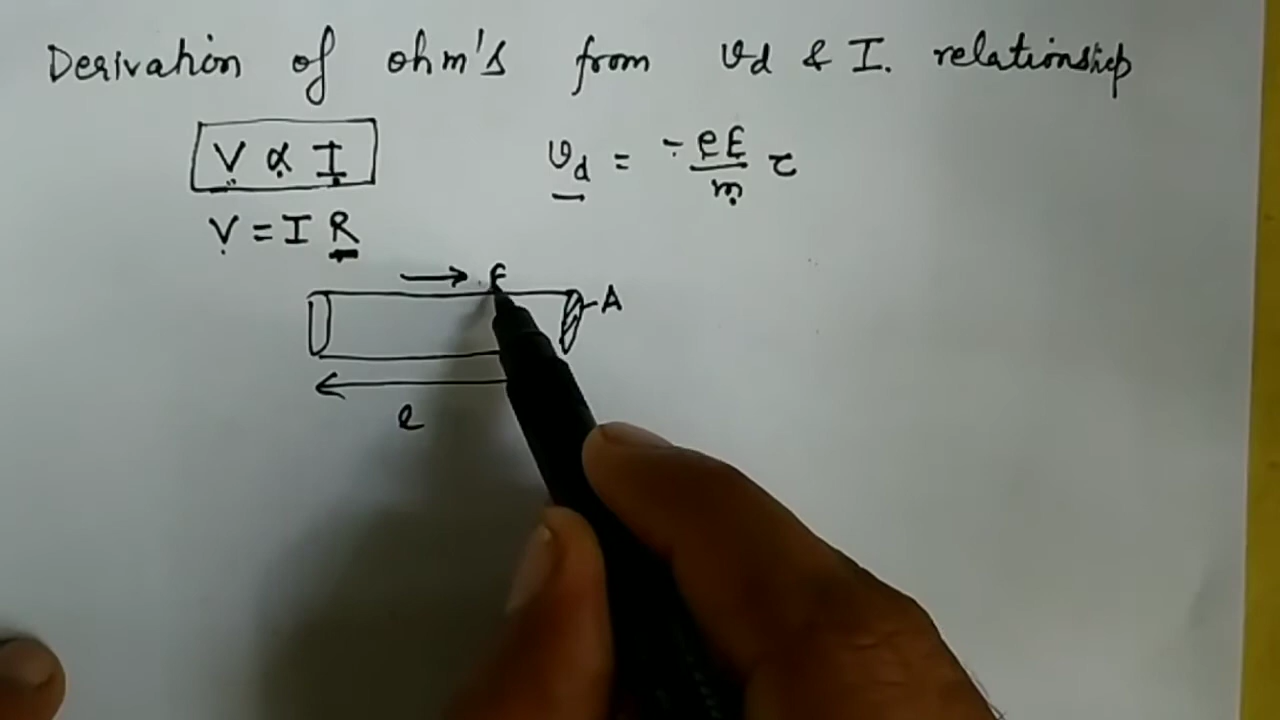 Derivation of ohm's from vd & I. relationship
V ∝ I
vd = -eE/m τ
V = I R
E
A
l